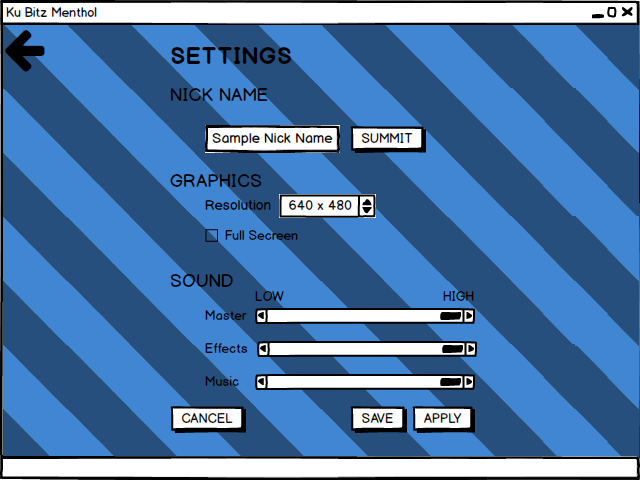 Ku Bitz Menthol
SETTINGS
NICK NAME
Sample Nick Name SUMMIT
GRAPHICS
Resolution 640 x 480
Full Secreen
SOUND
LOW HIGH
Master
Effects
Music
CANCEL SAVE APPLY